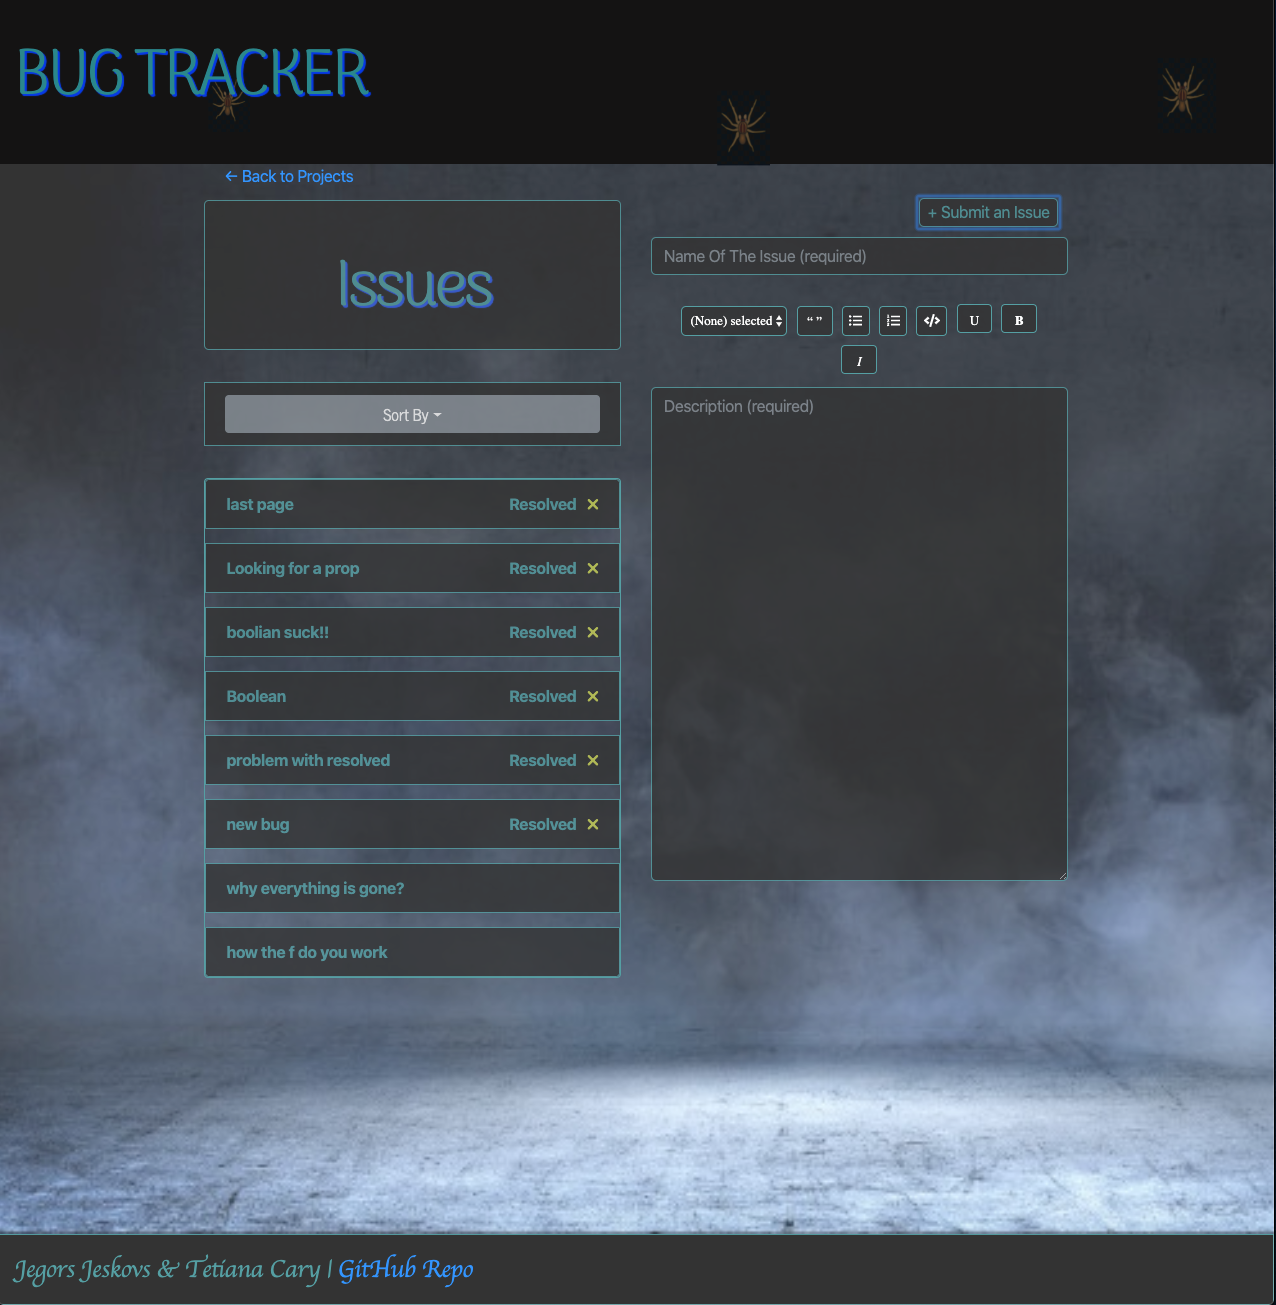 BUG TRACKER
← Back to Projects
Issues
Sort By
last page Resolved ✕
Looking for a prop Resolved ✕
boolian suck!! Resolved ✕
Boolean Resolved ✕
problem with resolved Resolved ✕
new bug Resolved ✕
why everything is gone?
how the f do you work
+ Submit an Issue
Name Of The Issue (required)
(None) selected “ ” </> U B
I
Description (required)
Jegors Jeskovs & Tetiana Cary | GitHub Repo